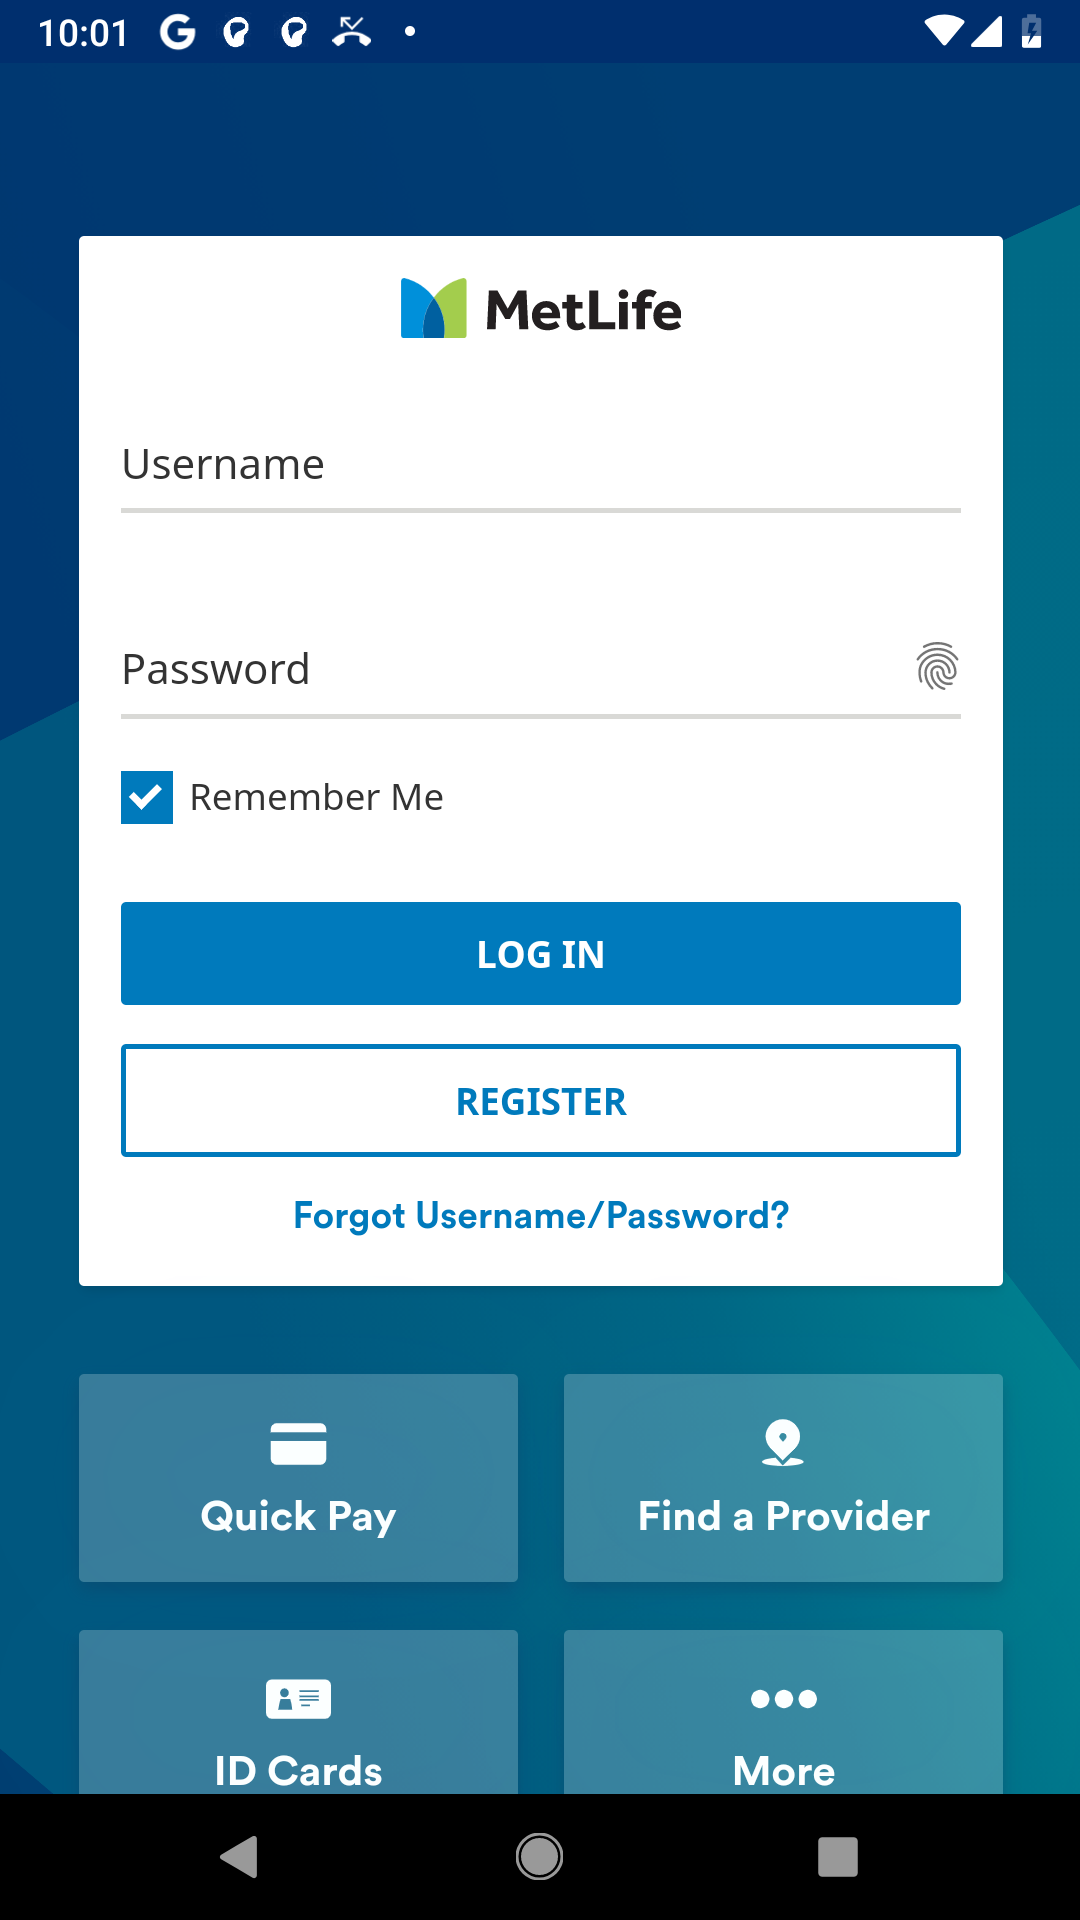 10:01
MetLife
Username
Password
Remember Me
LOG IN
REGISTER
Forgot Username/Password?
Quick Pay
Find a Provider
ID Cards
More